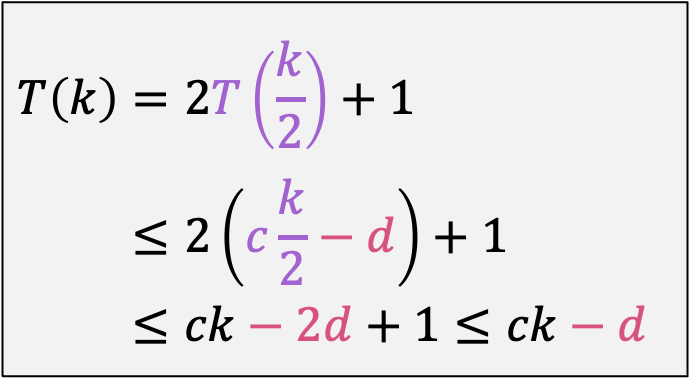 T(k) = 2T(k/2) + 1
≤ 2(c k/2 − d) + 1
≤ ck − 2d + 1 ≤ ck − d